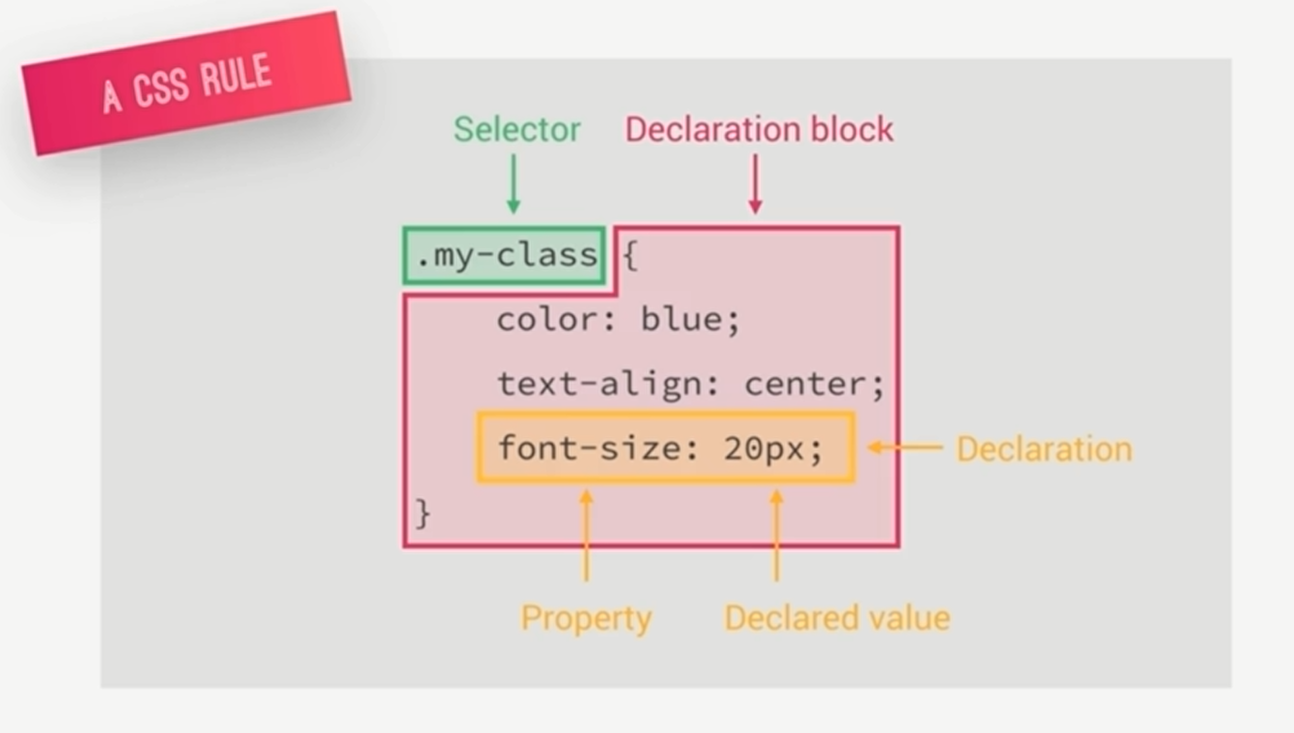 A CSS RULE
Selector
Declaration block
.my-class {
color: blue;
text-align: center;
font-size: 20px;
Declaration
}
Property
Declared value